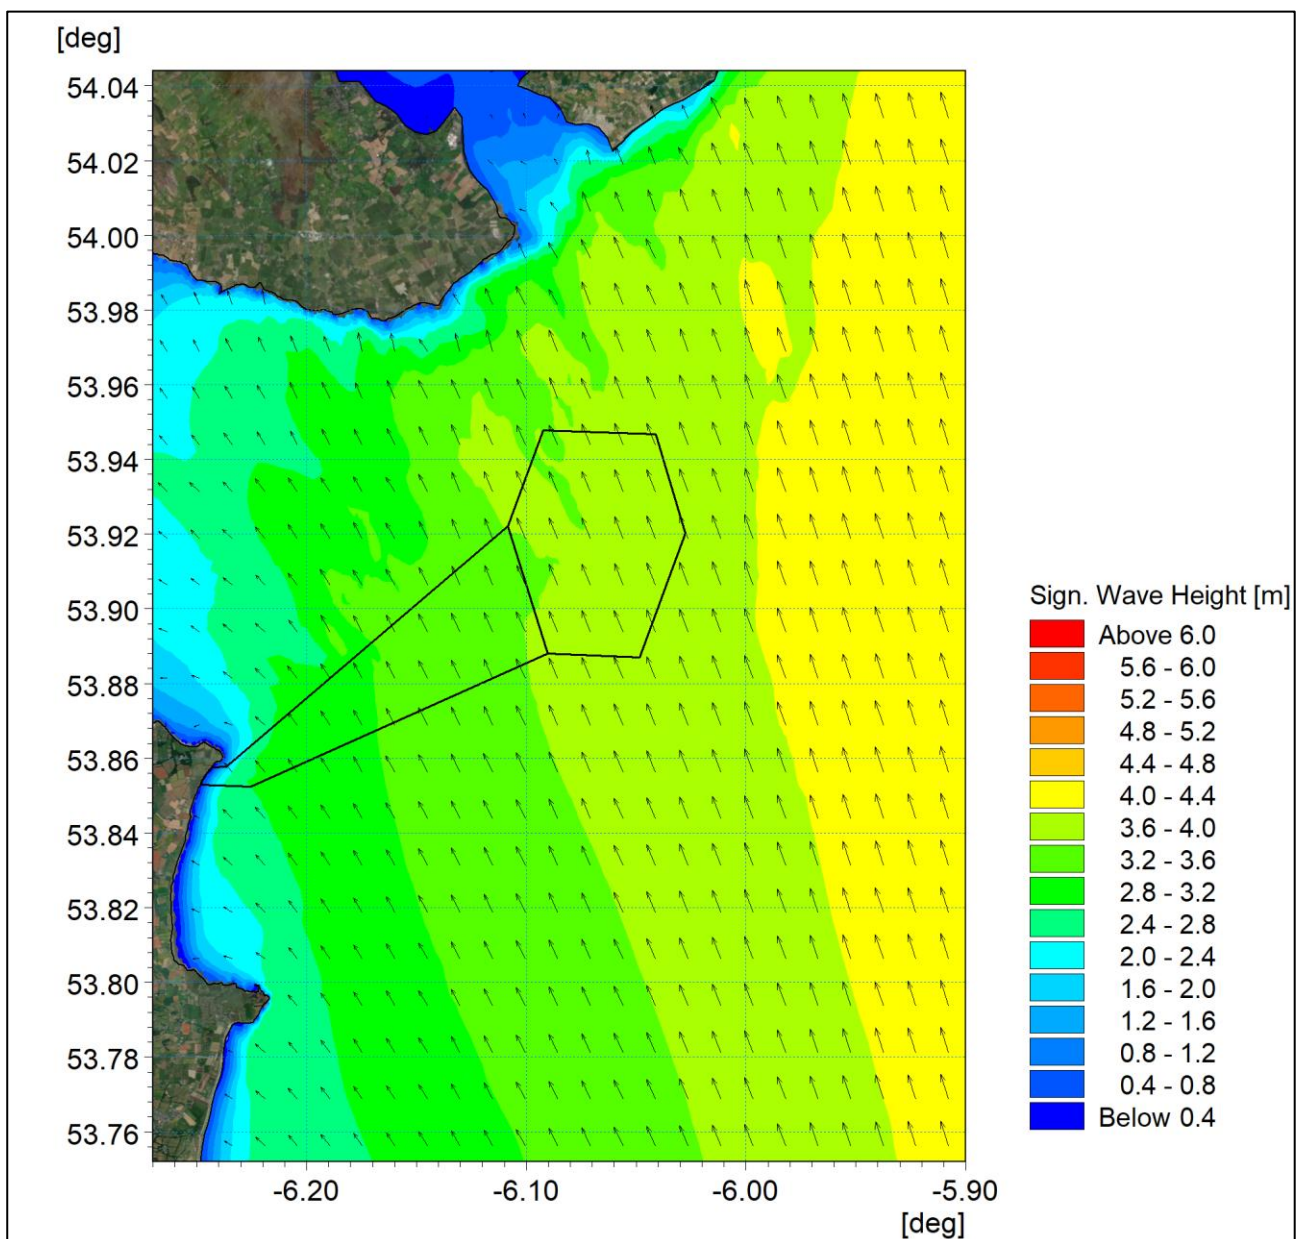 [deg]
54.04
54.02
54.00
53.98
53.96
53.94
53.92
53.90
53.88
53.86
53.84
53.82
53.80
53.78
53.76
-6.20 -6.10 -6.00 -5.90
[deg]
Sign. Wave Height [m]
Above 6.0
5.6 - 6.0
5.2 - 5.6
4.8 - 5.2
4.4 - 4.8
4.0 - 4.4
3.6 - 4.0
3.2 - 3.6
2.8 - 3.2
2.4 - 2.8
2.0 - 2.4
1.6 - 2.0
1.2 - 1.6
0.8 - 1.2
0.4 - 0.8
Below 0.4